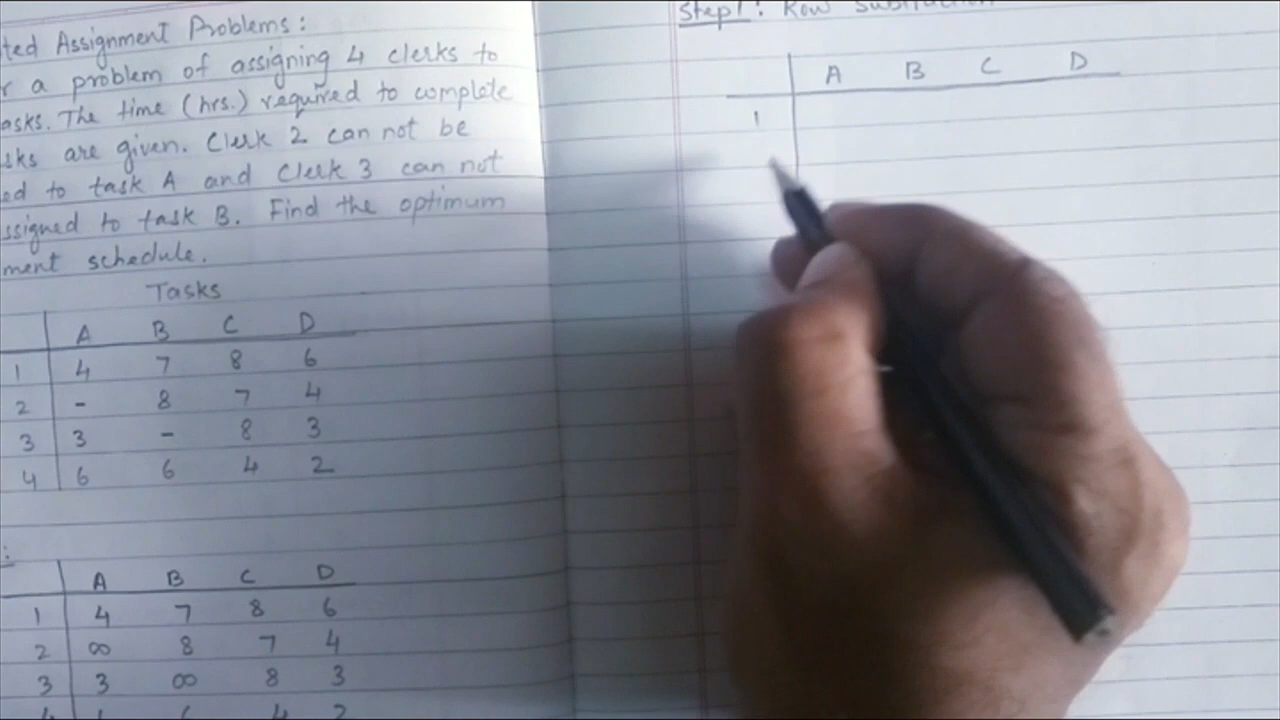 ted Assignment Problems:
r a problem of assigning 4 clerks to
asks. The time (hrs.) required to complete
sks are given. Clerk 2 can not be
ed to task A and Clerk 3 can not
ssigned to task B. Find the optimum
ment schedule.
Tasks
A B C D
1 4 7 8 6
2 - 8 7 4
3 3 - 8 3
4 6 6 4 2
:
A B C D
1 4 7 8 6
2 ∞ 8 7 4
3 3 ∞ 8 3
Step 1: Row
A B C D
1